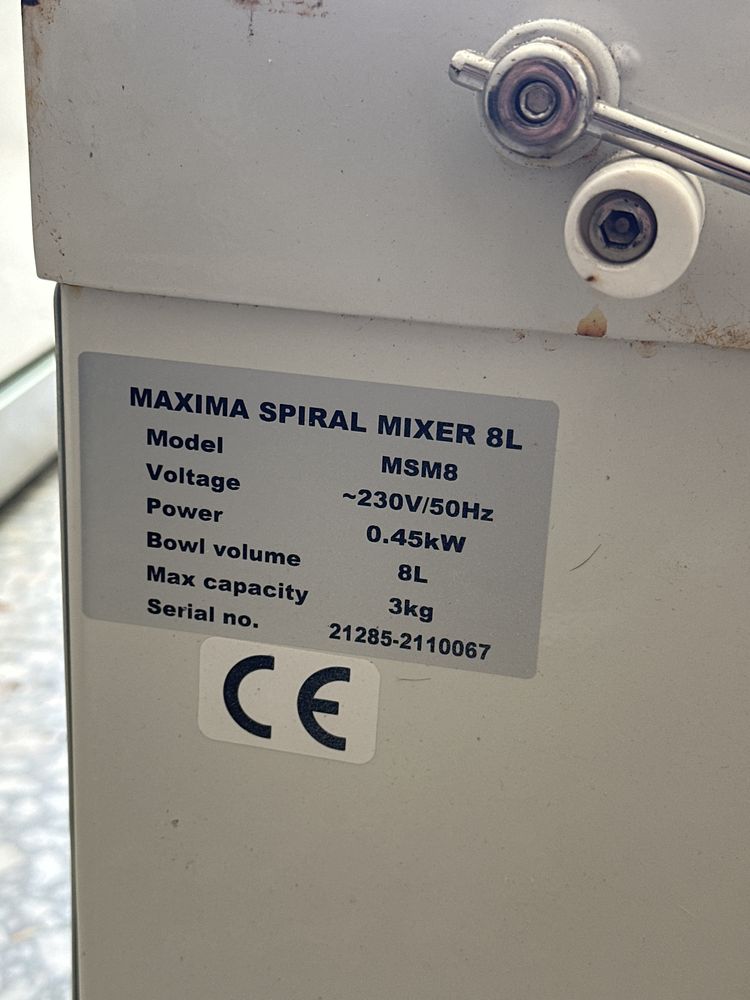 MAXIMA SPIRAL MIXER 8L
Model MSM8
Voltage ~230V/50Hz
Power 0.45kW
Bowl volume 8L
Max capacity 3kg
Serial no. 21285-2110067
CE